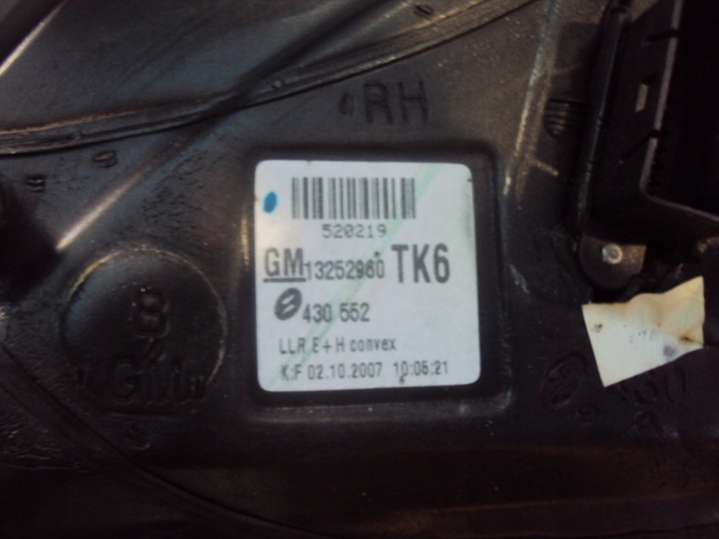 RH
520219
GM 13252960 TK6
430 552
LLR E+H convex
K:F 02.10.2007 10:06:21